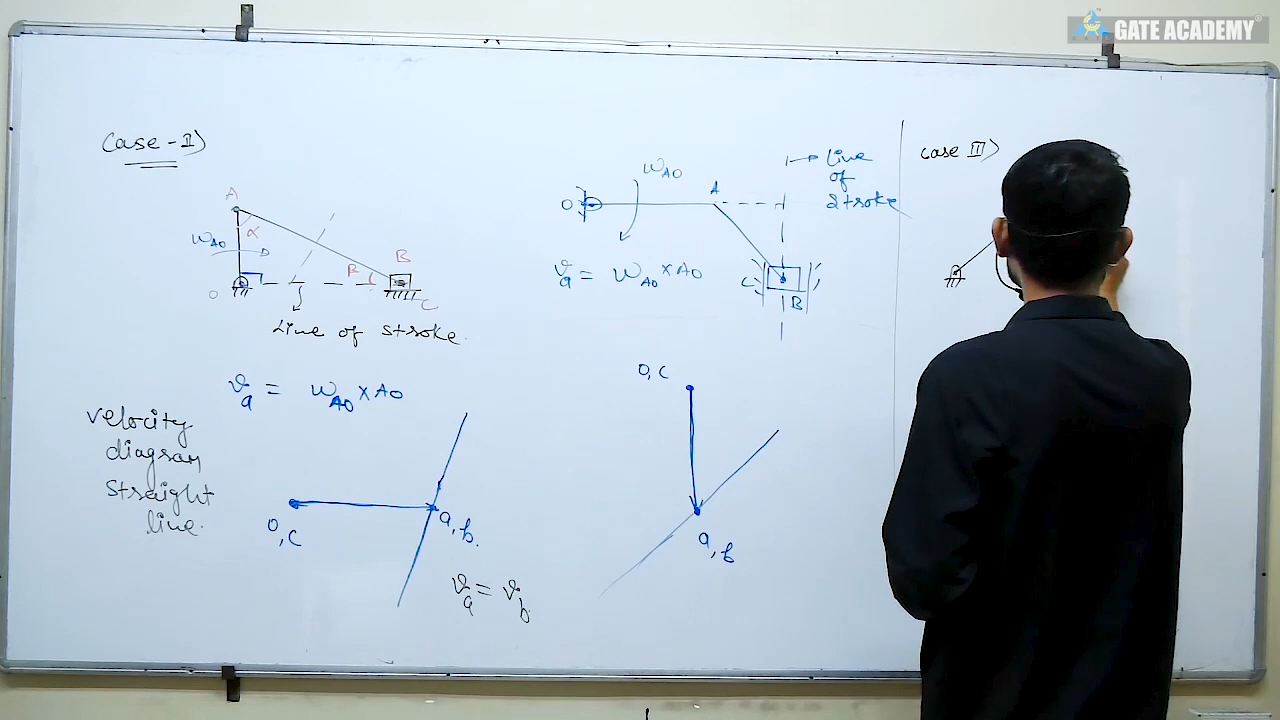 GATE ACADEMY
Case - II)
A
α
ω_AO
O
B
B
C
Line of stroke
v_a = ω_AO × AO
velocity
diagram
straight
line.
O, C
a, b.
v_a = v_b.
ω_AO
O
A
Line
of
stroke
v_a = ω_AO × AO
C
B
O, C
a, b
Case III)